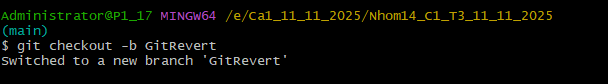 Administrator@P1_17 MINGW64 /e/Ca1_11_11_2025/Nhom14_C1_T3_11_11_2025
(main)
$ git checkout -b GitRevert
Switched to a new branch 'GitRevert'